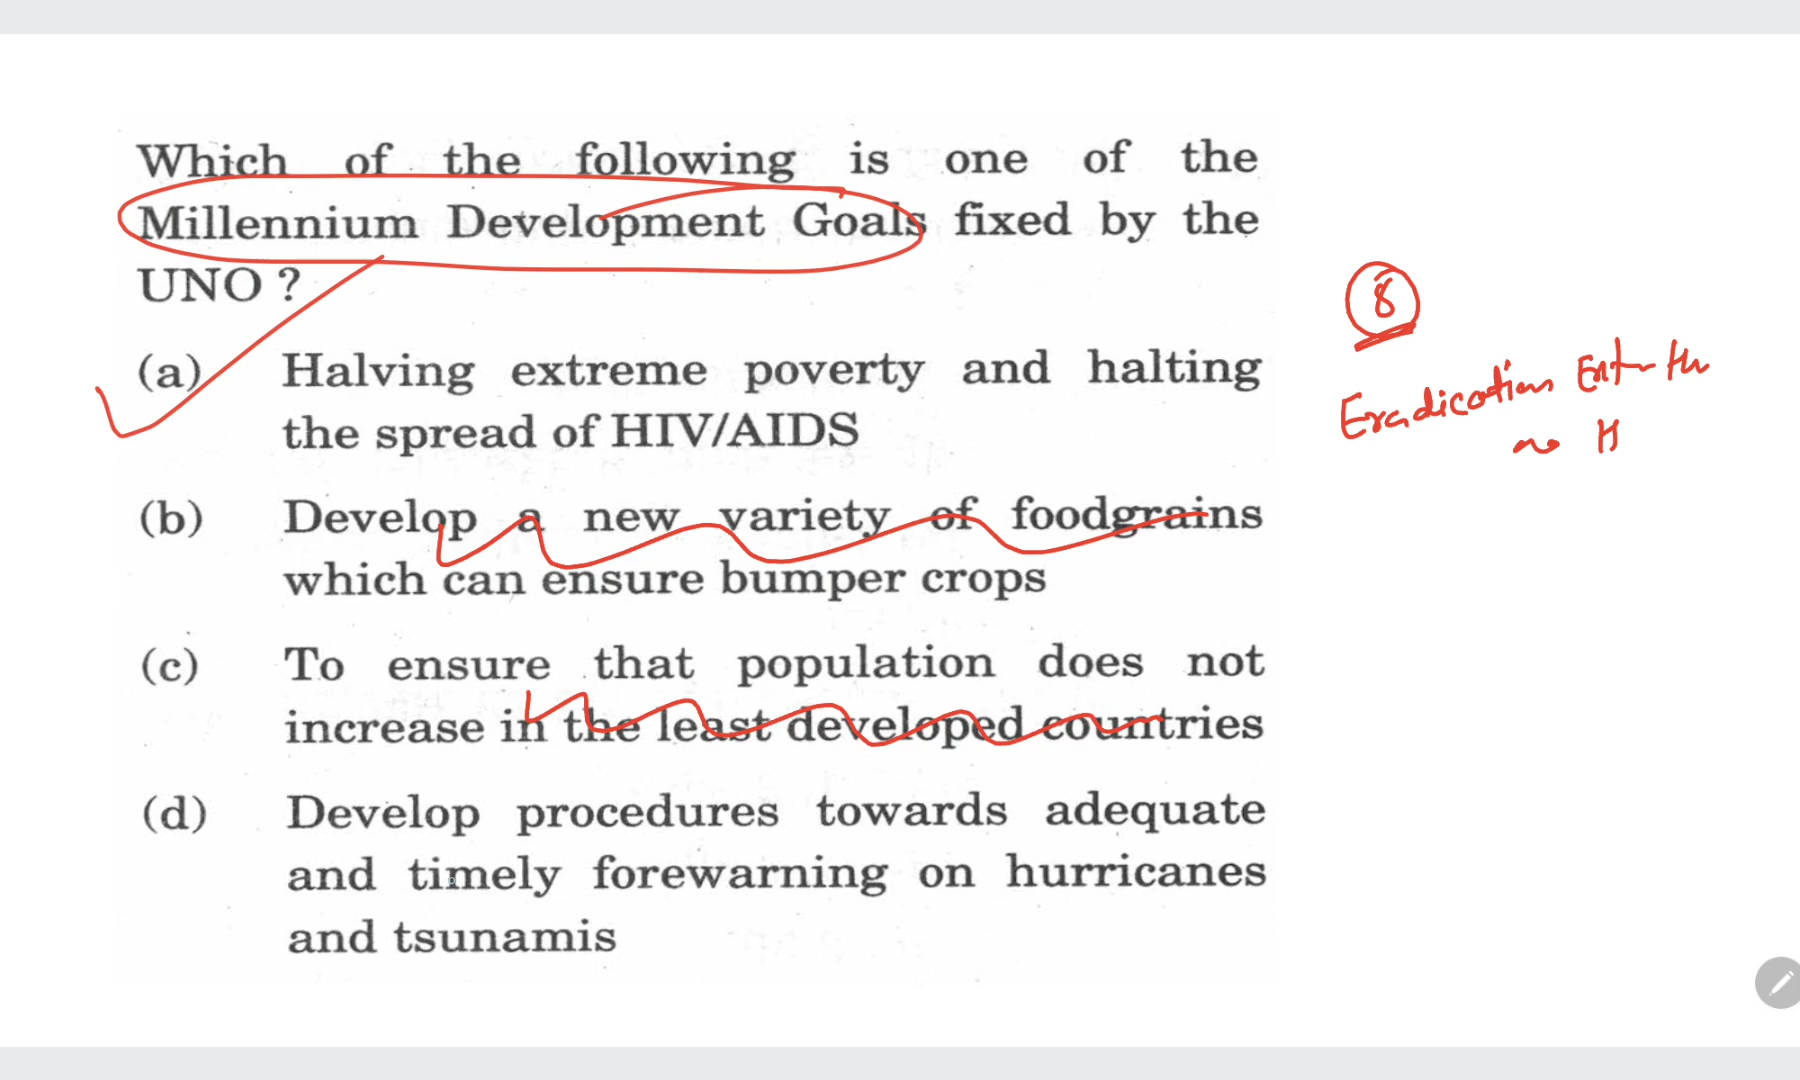 Which of the following is one of the
Millennium Development Goals fixed by the
UNO ?
(a) Halving extreme poverty and halting
the spread of HIV/AIDS
(b) Develop a new variety of foodgrains
which can ensure bumper crops
(c) To ensure that population does not
increase in the least developed countries
(d) Develop procedures towards adequate
and timely forewarning on hurricanes
and tsunamis
8
Eradication
H